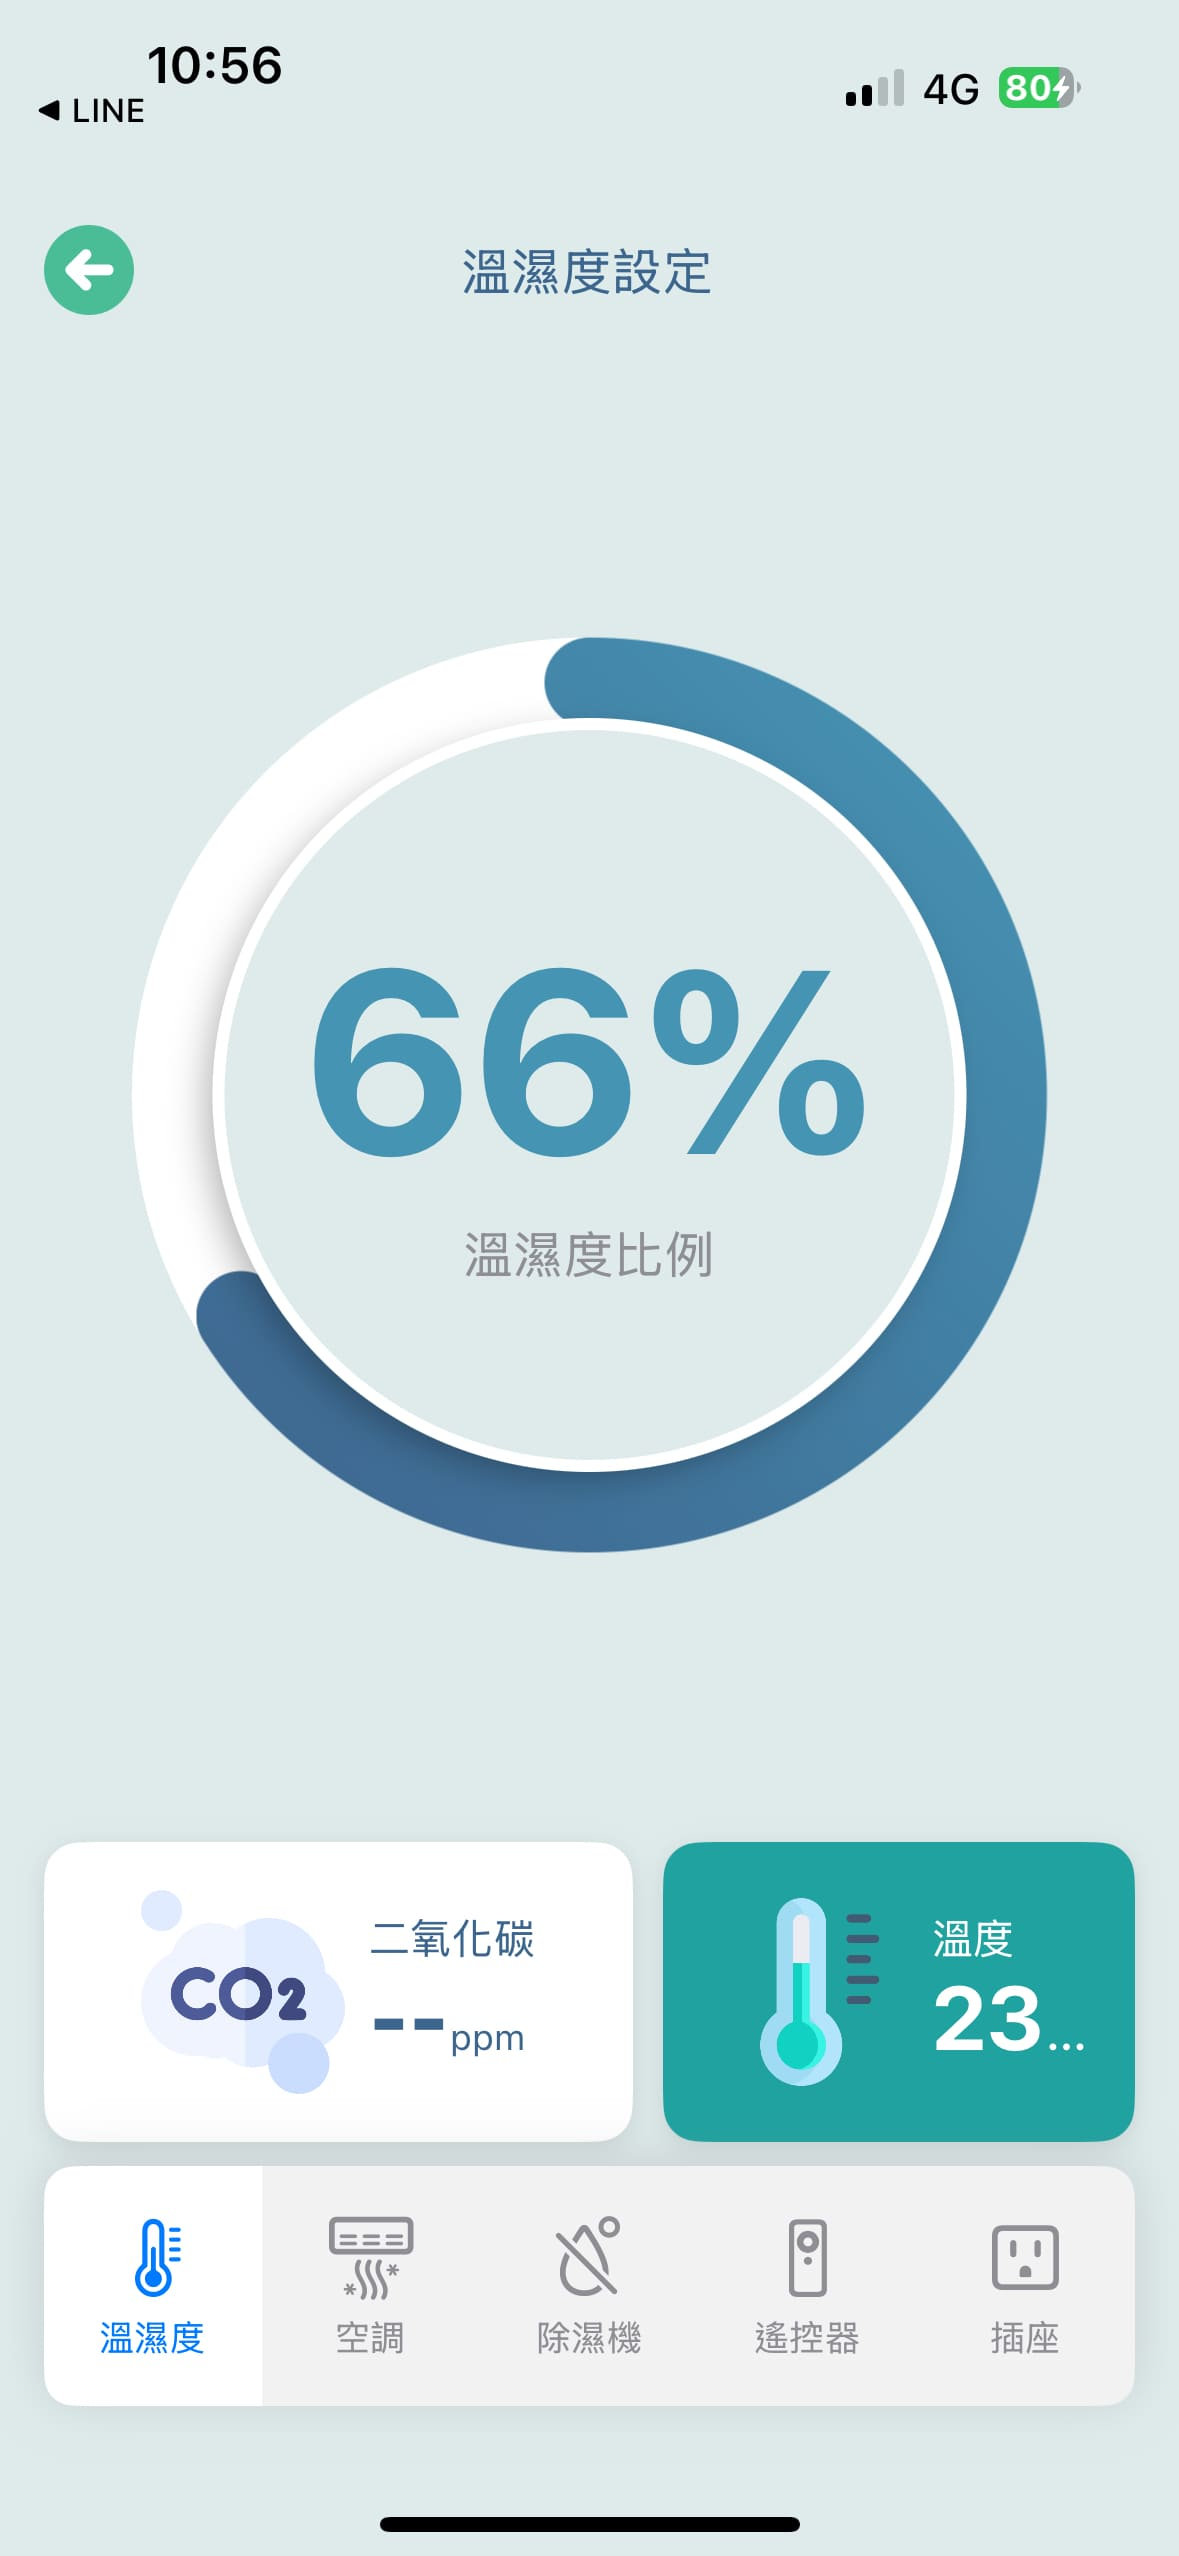 10:56
4G
80
◀ LINE
溫濕度設定
66%
溫濕度比例
二氧化碳
--ppm
CO2
溫度
23...
溫濕度
空調
除濕機
遙控器
插座